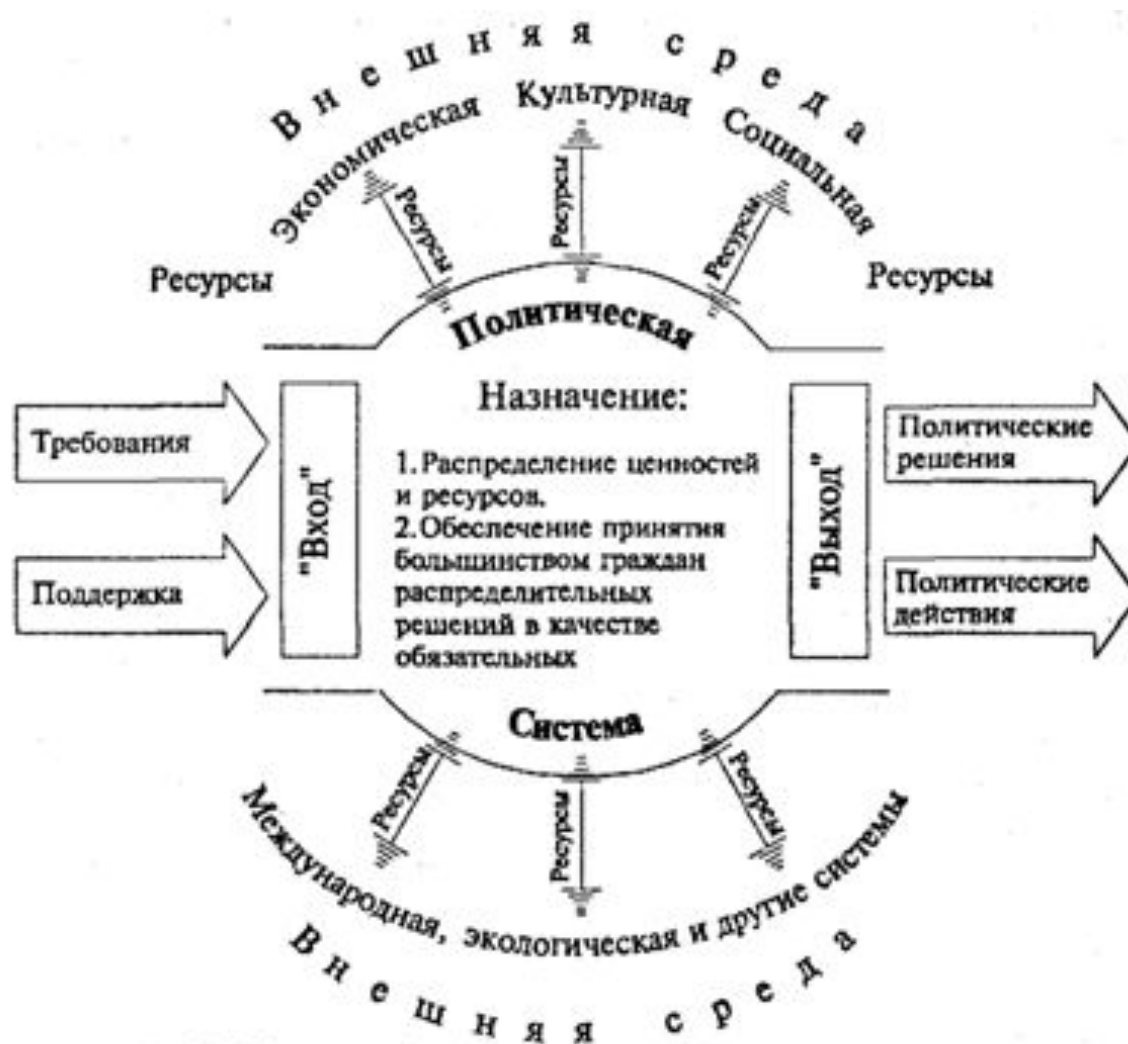 Внешняя среда
Экономическая Культурная Социальная
Ресурсы
Ресурсы
Ресурсы
Ресурсы
Ресурсы
Политическая
Требования
Поддержка
"Вход"
Назначение:
1. Распределение ценностей
и ресурсов.
2. Обеспечение принятия
большинством граждан
распределительных
решений в качестве
обязательных
"Выход"
Политические
решения
Политические
действия
Система
Ресурсы
Ресурсы
Ресурсы
Международная, экологическая и другие системы
Внешняя среда